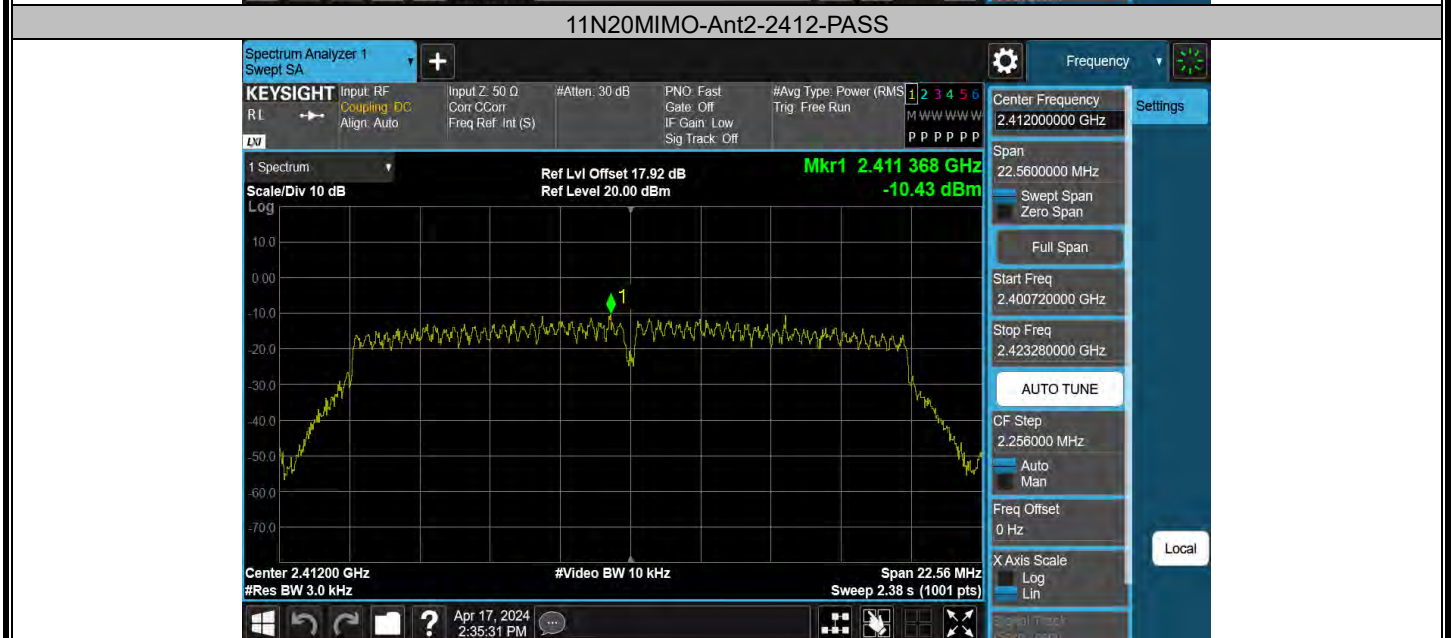 11N20MIMO-Ant2-2412-PASS
Spectrum Analyzer 1
Swept SA
Frequency
KEYSIGHT
RL
LXI
Input: RF
Coupling: DC
Align: Auto
Input Z: 50 Ω
Corr CCorr
Freq Ref: Int (S)
#Atten: 30 dB
PNO: Fast
Gate: Off
IF Gain: Low
Sig Track: Off
#Avg Type: Power (RMS
Trig: Free Run
1 2 3 4 5 6
M W W W W W
P P P P P P
Center Frequency
2.412000000 GHz
Settings
Span
22.5600000 MHz
Swept Span
Zero Span
Full Span
Start Freq
2.400720000 GHz
Stop Freq
2.423280000 GHz
AUTO TUNE
CF Step
2.256000 MHz
Auto
Man
Freq Offset
0 Hz
X Axis Scale
Log
Lin
Signal Track
Local
1 Spectrum
Scale/Div 10 dB
Log
Ref Lvl Offset 17.92 dB
Ref Level 20.00 dBm
Mkr1 2.411 368 GHz
-10.43 dBm
1
10.0
0.00
-10.0
-20.0
-30.0
-40.0
-50.0
-60.0
-70.0
Center 2.41200 GHz
#Res BW 3.0 kHz
#Video BW 10 kHz
Span 22.56 MHz
Sweep 2.38 s (1001 pts)
?
Apr 17, 2024
2:35:31 PM